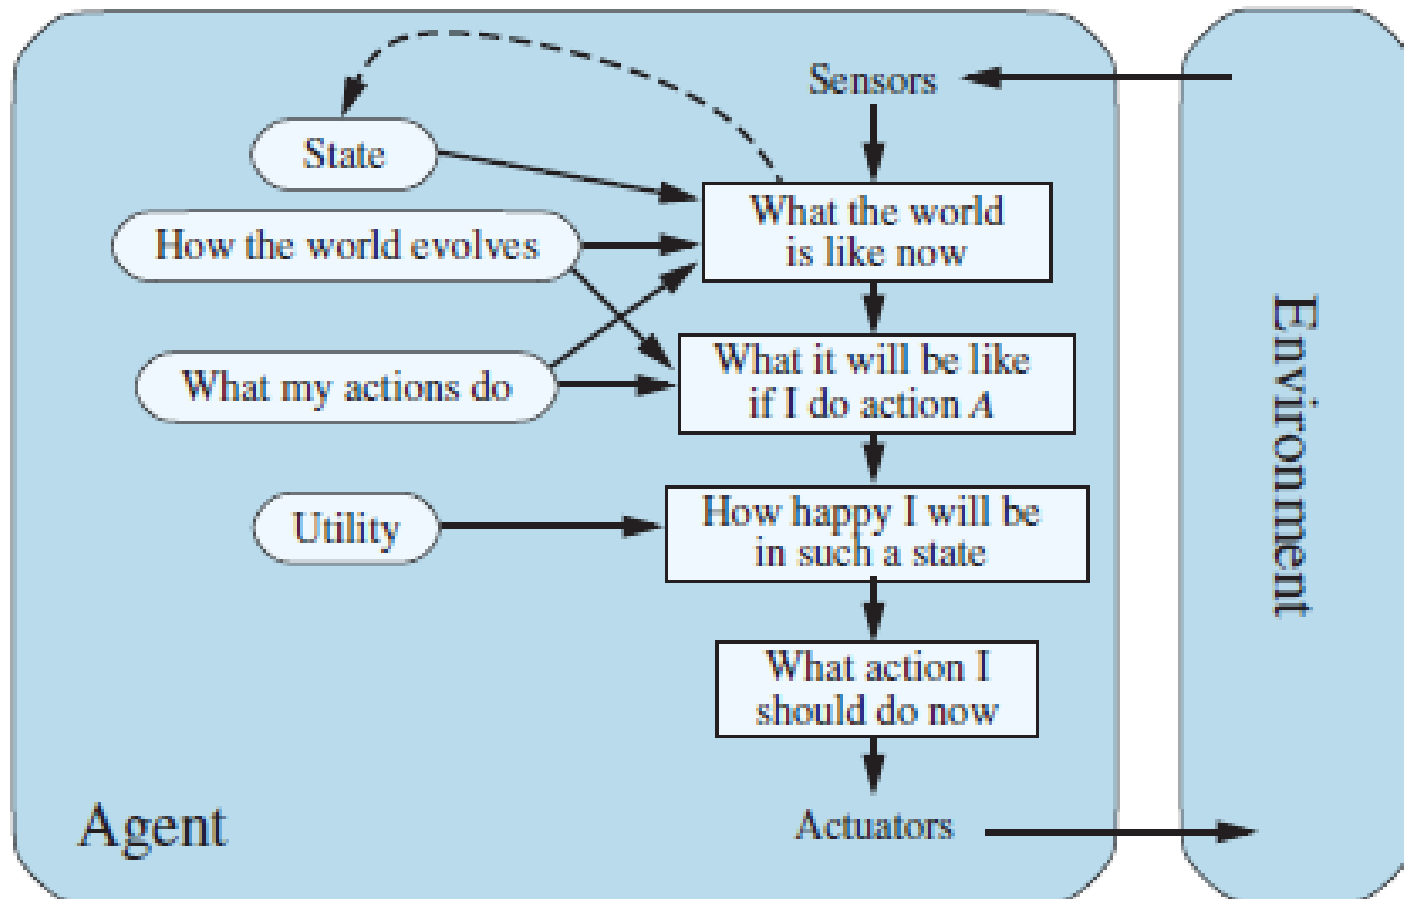 Sensors
State
What the world
is like now
How the world evolves
What my actions do
What it will be like
if I do action A
Utility
How happy I will be
in such a state
What action I
should do now
Agent
Actuators
Environment